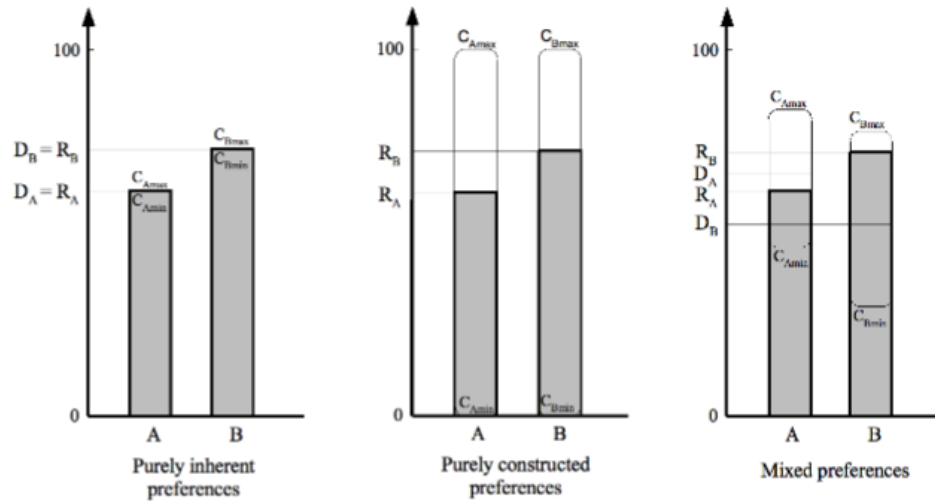 100
D_B = R_B
D_A = R_A
0
C_Bmax
C_Bmin
C_Amax
C_Amin
A B
Purely inherent
preferences
100
R_B
R_A
0
C_Amax C_Bmax
C_Amin C_Bmin
A B
Purely constructed
preferences
100
R_B
D_A
R_A
D_B
0
C_Amax
C_Bmax
C_Amin
C_Bmin
A B
Mixed preferences